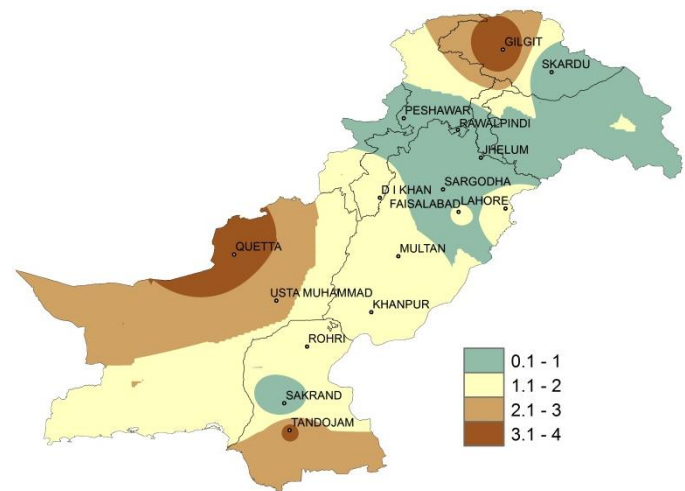 GILGIT
SKARDU
PESHAWAR
RAWALPINDI
JHELUM
SARGODHA
D I KHAN
FAISALABAD
LAHORE
MULTAN
QUETTA
USTA MUHAMMAD
KHANPUR
ROHRI
SAKRAND
TANDOJAM
0.1 - 1
1.1 - 2
2.1 - 3
3.1 - 4